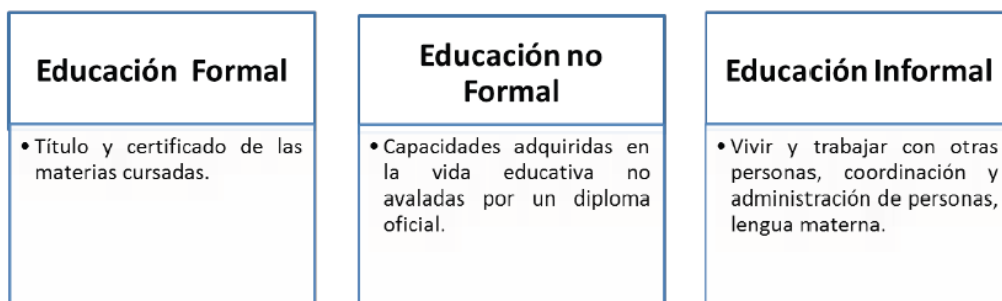 Educación Formal
• Título y certificado de las
materias cursadas.
Educación no
Formal
• Capacidades adquiridas en
la vida educativa no
avaladas por un diploma
oficial.
Educación Informal
• Vivir y trabajar con otras
personas, coordinación y
administración de personas,
lengua materna.